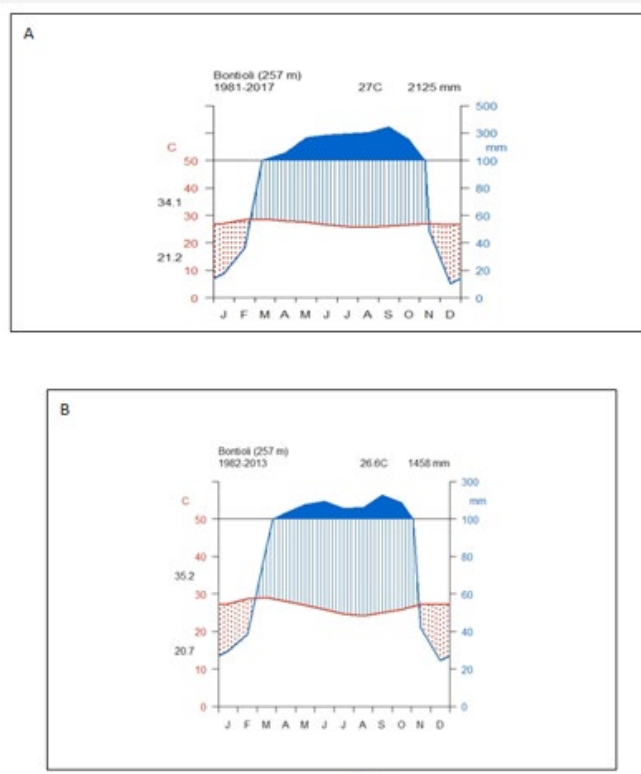 A
Bontioli (257 m)
1981-2017 27C 2125 mm
500
300
C mm
50 100
40 80
34.1
30 60
20 40
21.2
10 20
0 0
J F M A M J J A S O N D
B
Bontioli (257 m)
1982-2013 26.6C 1458 mm
300
C mm
50 100
40 80
35.2
30 60
20 40
20.7
10 20
0 0
J F M A M J J A S O N D